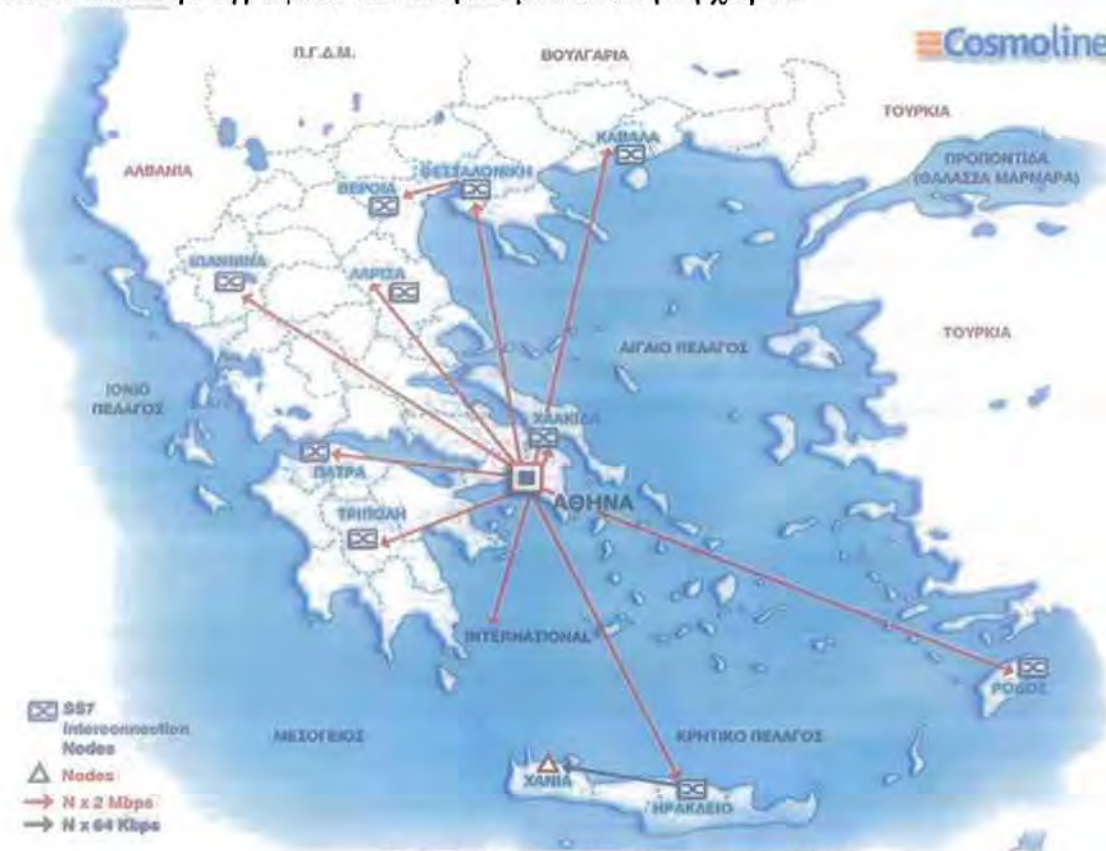 Cosmoline
Π.Γ.Δ.Μ.
ΒΟΥΛΓΑΡΙΑ
ΤΟΥΡΚΙΑ
ΚΑΒΑΛΑ
ΑΛΒΑΝΙΑ
ΘΕΣΣΑΛΟΝΙΚΗ
ΠΡΟΠΟΝΤΙΔΑ
(ΘΑΛΑΣΣΑ ΜΑΡΜΑΡΑ)
ΒΕΡΟΙΑ
ΙΩΑΝΝΙΝΑ
ΛΑΡΙΣΑ
ΤΟΥΡΚΙΑ
ΑΙΓΑΙΟ ΠΕΛΑΓΟΣ
ΙΟΝΙΟ
ΠΕΛΑΓΟΣ
ΧΑΛΚΙΔΑ
ΠΑΤΡΑ
ΑΘΗΝΑ
ΤΡΙΠΟΛΗ
INTERNATIONAL
ΡΟΔΟΣ
ΜΕΣΟΓΕΙΟΣ
ΚΡΗΤΙΚΟ ΠΕΛΑΓΟΣ
ΧΑΝΙΑ
ΗΡΑΚΛΕΙΟ
SS7
Interconnection
Nodes
Nodes
N x 2 Mbps
N x 64 Kbps